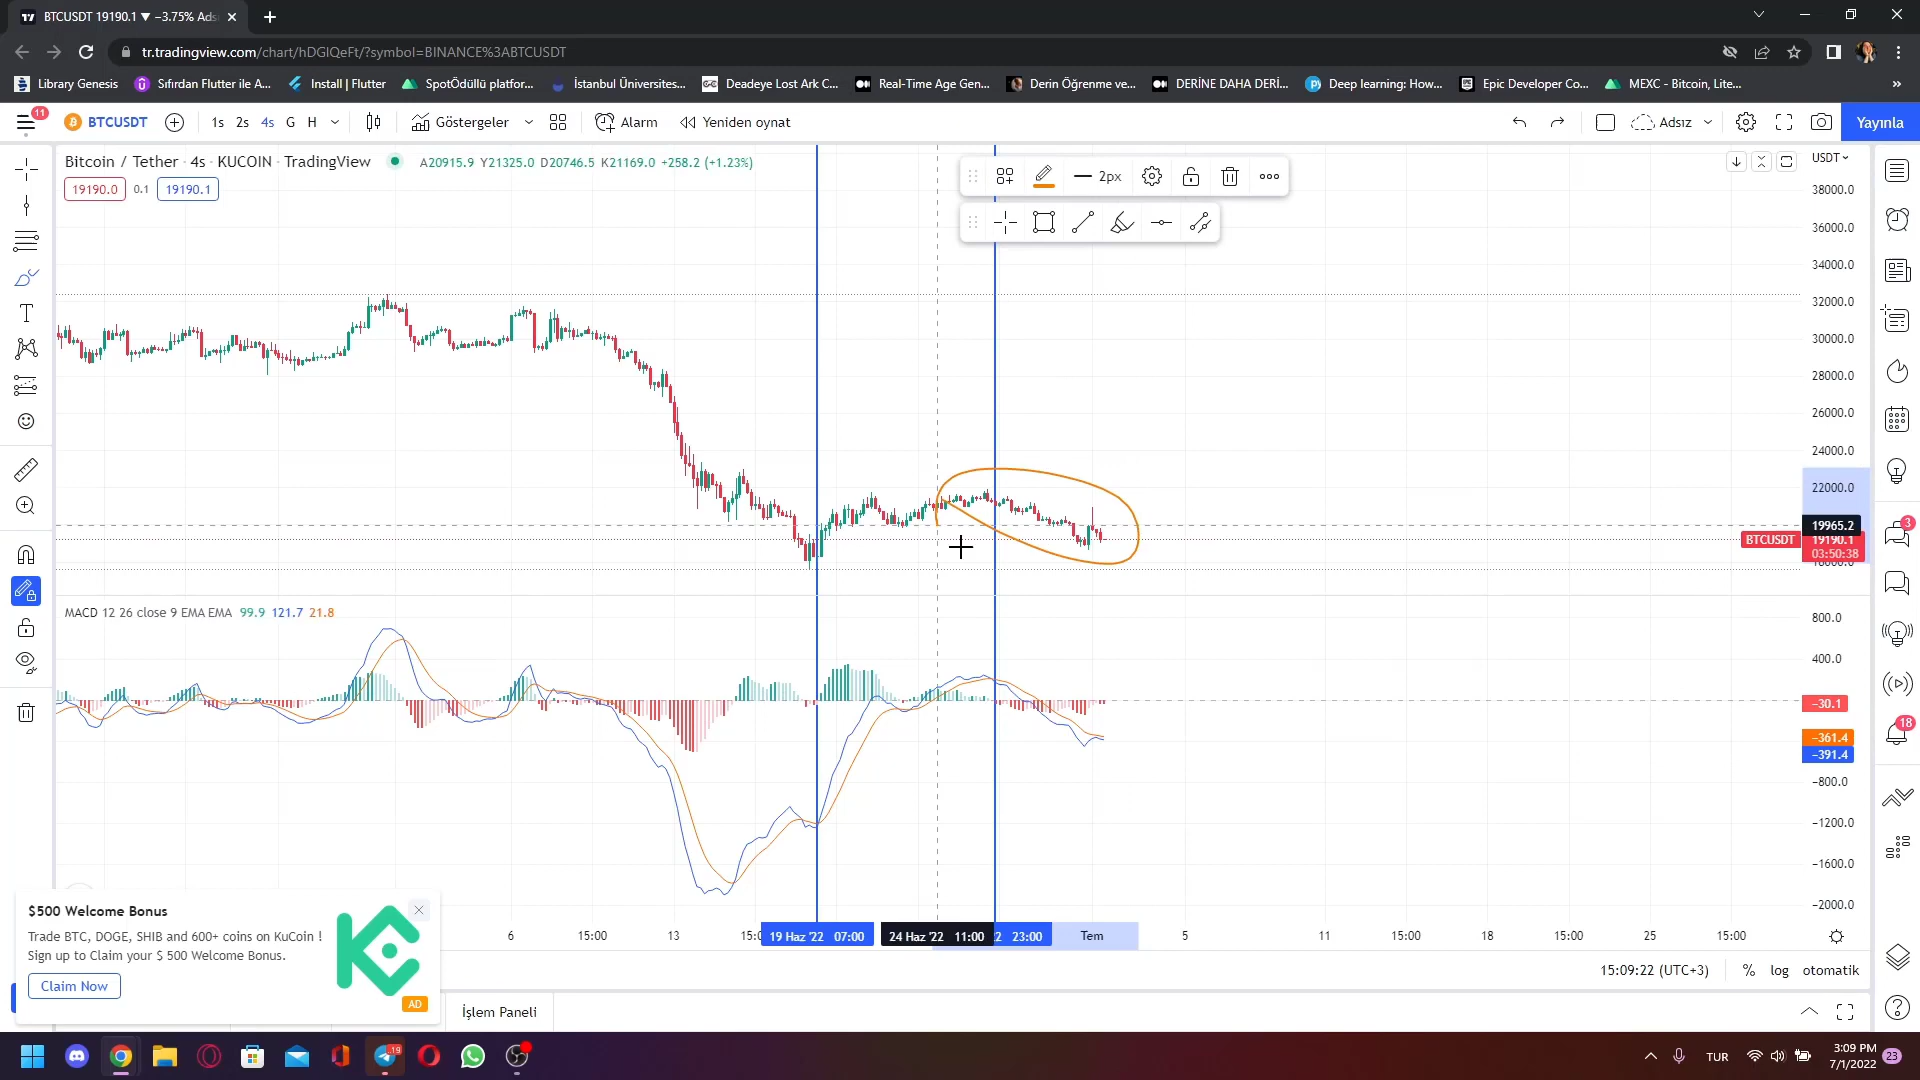 BTCUSDT 19190.1 ▼ −3.75% Ads
tr.tradingview.com/chart/hDGlQeFt/?symbol=BINANCE%3ABTCUSDT
Library Genesis
Sıfırdan Flutter ile A...
Install | Flutter
SpotÖdüllü platfor...
İstanbul Üniversites...
Deadeye Lost Ark C...
Real-Time Age Gen...
Derin Öğrenme ve...
DERİNE DAHA DERİ...
Deep learning: How...
Epic Developer Co...
MEXC - Bitcoin, Lite...
»
11
BTCUSDT
1s 2s 4s G H
Göstergeler
Alarm
Yeniden oynat
Adsız
Yayınla
Bitcoin / Tether · 4s · KUCOIN · TradingView
A20915.9 Y21325.0 D20746.5 K21169.0 +258.2 (+1.23%)
19190.0 0.1 19190.1
2px
USDT
38000.0
36000.0
34000.0
32000.0
30000.0
28000.0
26000.0
24000.0
22000.0
19965.2
BTCUSDT 19190.1
03:50:38
MACD 12 26 close 9 EMA EMA 99.9 121.7 21.8
800.0
400.0
−30.1
−361.4
−391.4
−800.0
−1200.0
−1600.0
−2000.0
3
18
6 15:00 13 19 Haz '22 07:00 24 Haz '22 11:00 23:00 Tem 5 11 15:00 18 15:00 25 15:00
$500 Welcome Bonus
Trade BTC, DOGE, SHIB and 600+ coins on KuCoin !
Sign up to Claim your $ 500 Welcome Bonus.
Claim Now
AD
15:09:22 (UTC+3) % log otomatik
İşlem Paneli
19
TUR
3:09 PM
7/1/2022
23